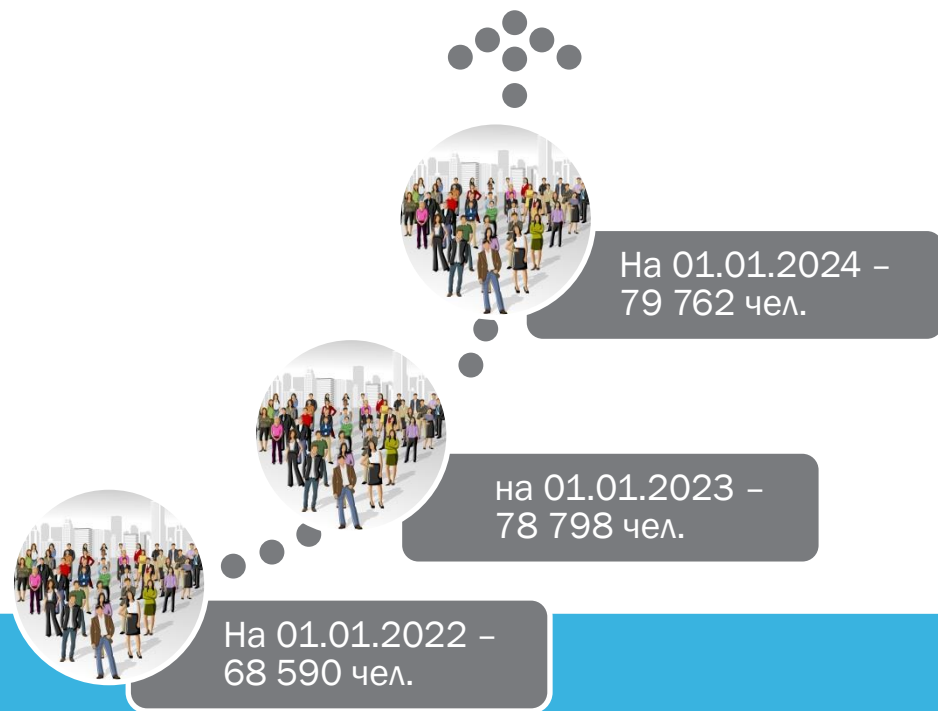 На 01.01.2024 –
79 762 чел.
на 01.01.2023 –
78 798 чел.
На 01.01.2022 –
68 590 чел.